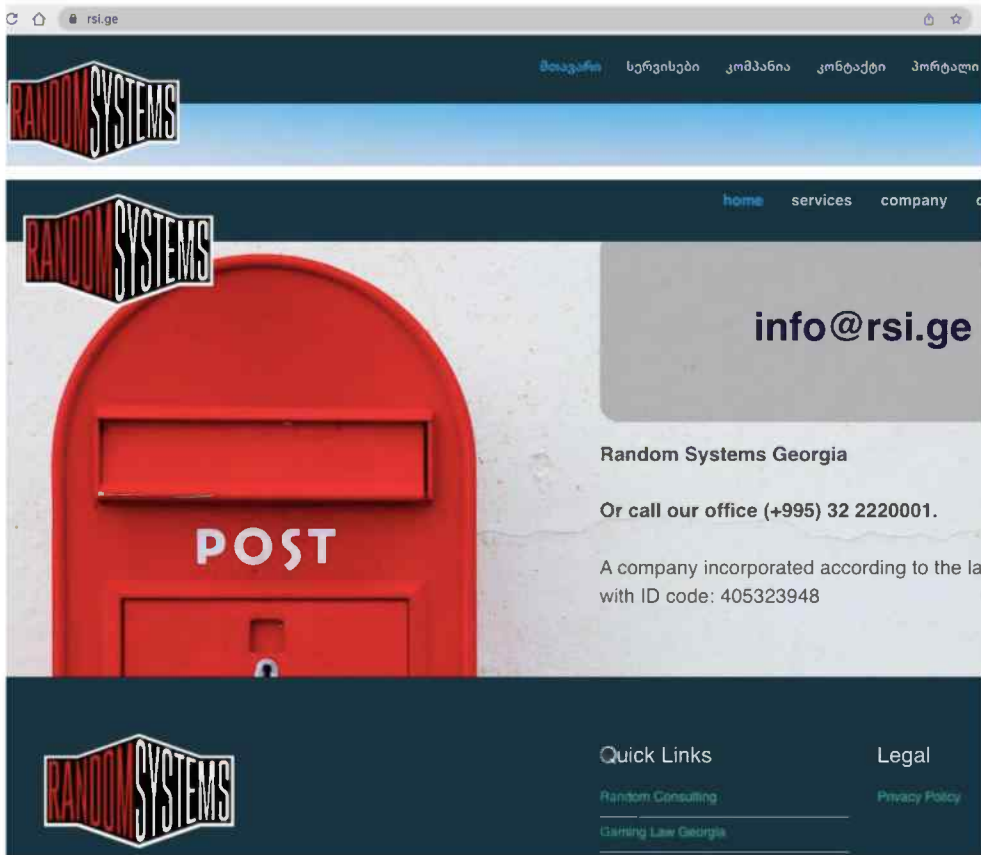 rsi.ge
RANDOM SYSTEMS
მთავარი სერვისები კომპანია კონტაქტი პორტალი
RANDOM SYSTEMS
home services company
info@rsi.ge
POST
Random Systems Georgia
Or call our office (+995) 32 2220001.
A company incorporated according to the la
with ID code: 405323948
RANDOM SYSTEMS
Quick Links
Random Consulting
Gaming Law Georgia
Legal
Privacy Policy